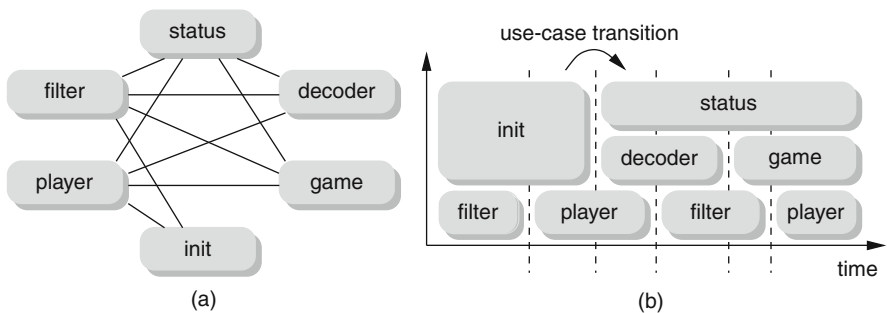 status
filter
decoder
player
game
init
(a)
use-case transition
init
status
decoder
game
filter
player
filter
player
time
(b)